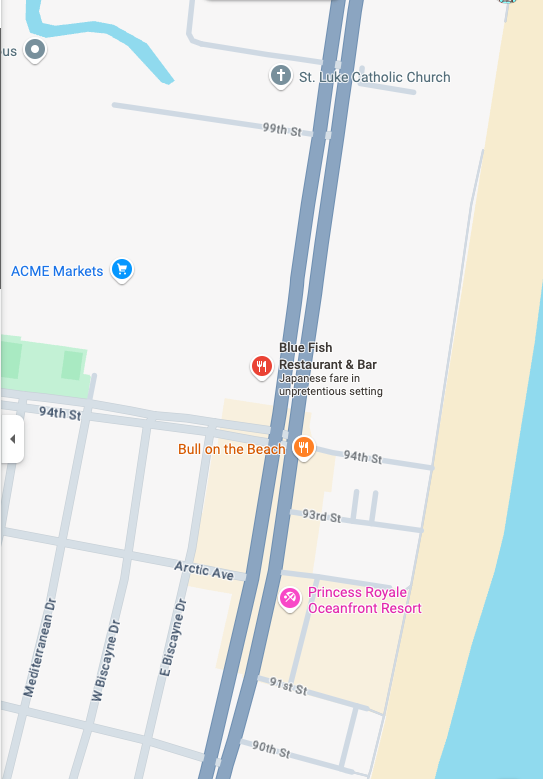 ous
St. Luke Catholic Church
99th St
ACME Markets
Blue Fish
Restaurant & Bar
Japanese fare in
unpretentious setting
94th St
Bull on the Beach
94th St
93rd St
Arctic Ave
Princess Royale
Oceanfront Resort
Mediterranean Dr
W Biscayne Dr
E Biscayne Dr
91st St
90th St